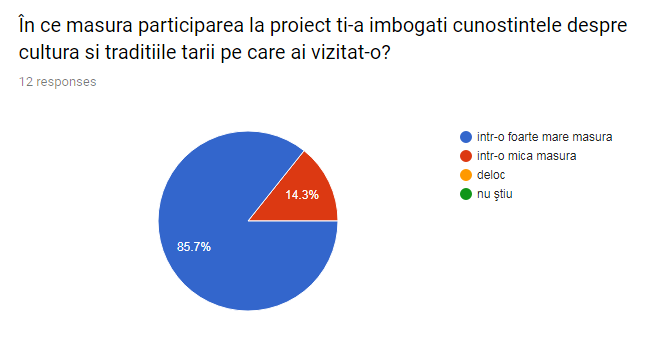 În ce masura participarea la proiect ti-a imbogati cunostintele despre
cultura si traditiile tarii pe care ai vizitat-o?
12 responses
intr-o foarte mare masura
intr-o mica masura
deloc
nu ştiu
14.3%
85.7%